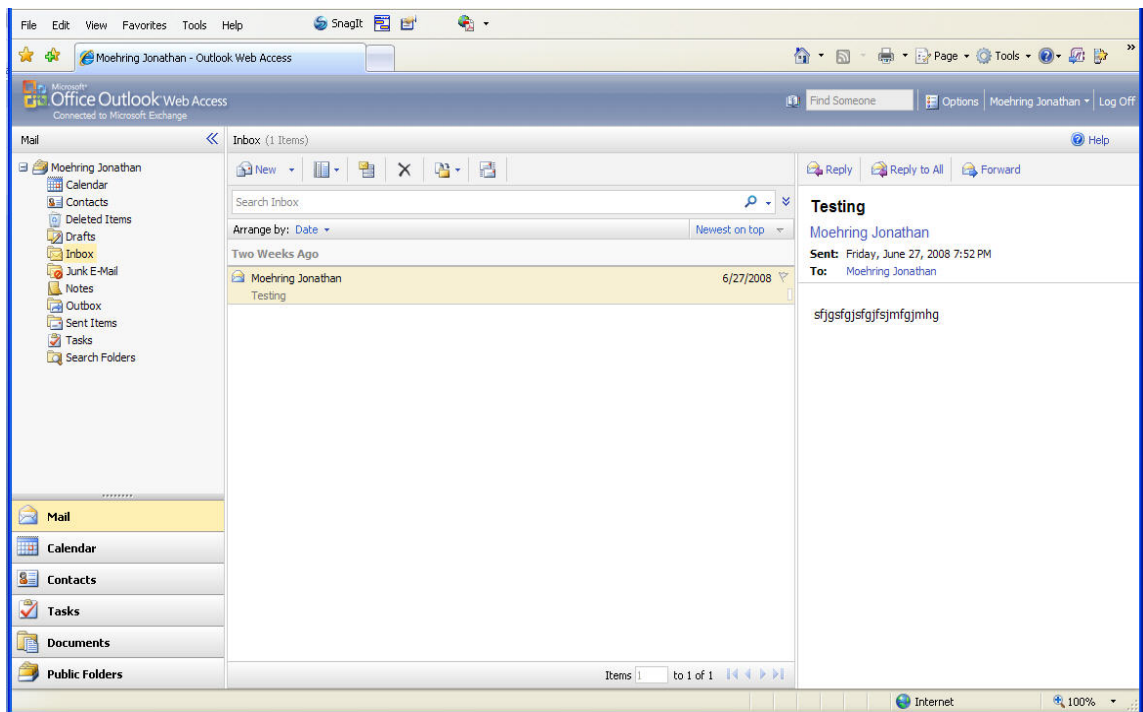 File Edit View Favorites Tools Help SnagIt
Moehring Jonathan - Outlook Web Access Page Tools »
Microsoft
Office Outlook Web Access
Connected to Microsoft Exchange
Find Someone Options Moehring Jonathan Log Off
Mail « Inbox (1 Items) Help
Moehring Jonathan
Calendar
Contacts
Deleted Items
Drafts
Inbox
Junk E-Mail
Notes
Outbox
Sent Items
Tasks
Search Folders
Mail
Calendar
Contacts
Tasks
Documents
Public Folders
New
Search Inbox
Arrange by: Date Newest on top
Two Weeks Ago
Moehring Jonathan 6/27/2008
Testing
Items 1 to 1 of 1
Reply Reply to All Forward
Testing
Moehring Jonathan
Sent: Friday, June 27, 2008 7:52 PM
To: Moehring Jonathan
sfjgsfgjsfgjfsjmfgjmhg
Internet 100%